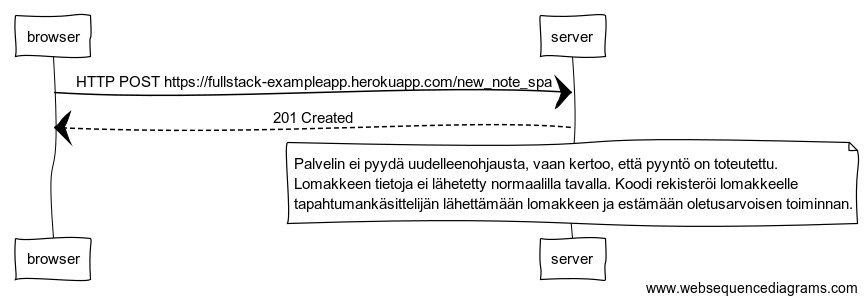 browser server
HTTP POST https://fullstack-exampleapp.herokuapp.com/new_note_spa
201 Created
Palvelin ei pyydä uudelleenohjausta, vaan kertoo, että pyyntö on toteutettu.
Lomakkeen tietoja ei lähetetty normaalilla tavalla. Koodi rekisteröi lomakkeelle
tapahtumankäsittelijän lähettämään lomakkeen ja estämään oletusarvoisen toiminnan.
browser server
www.websequencediagrams.com